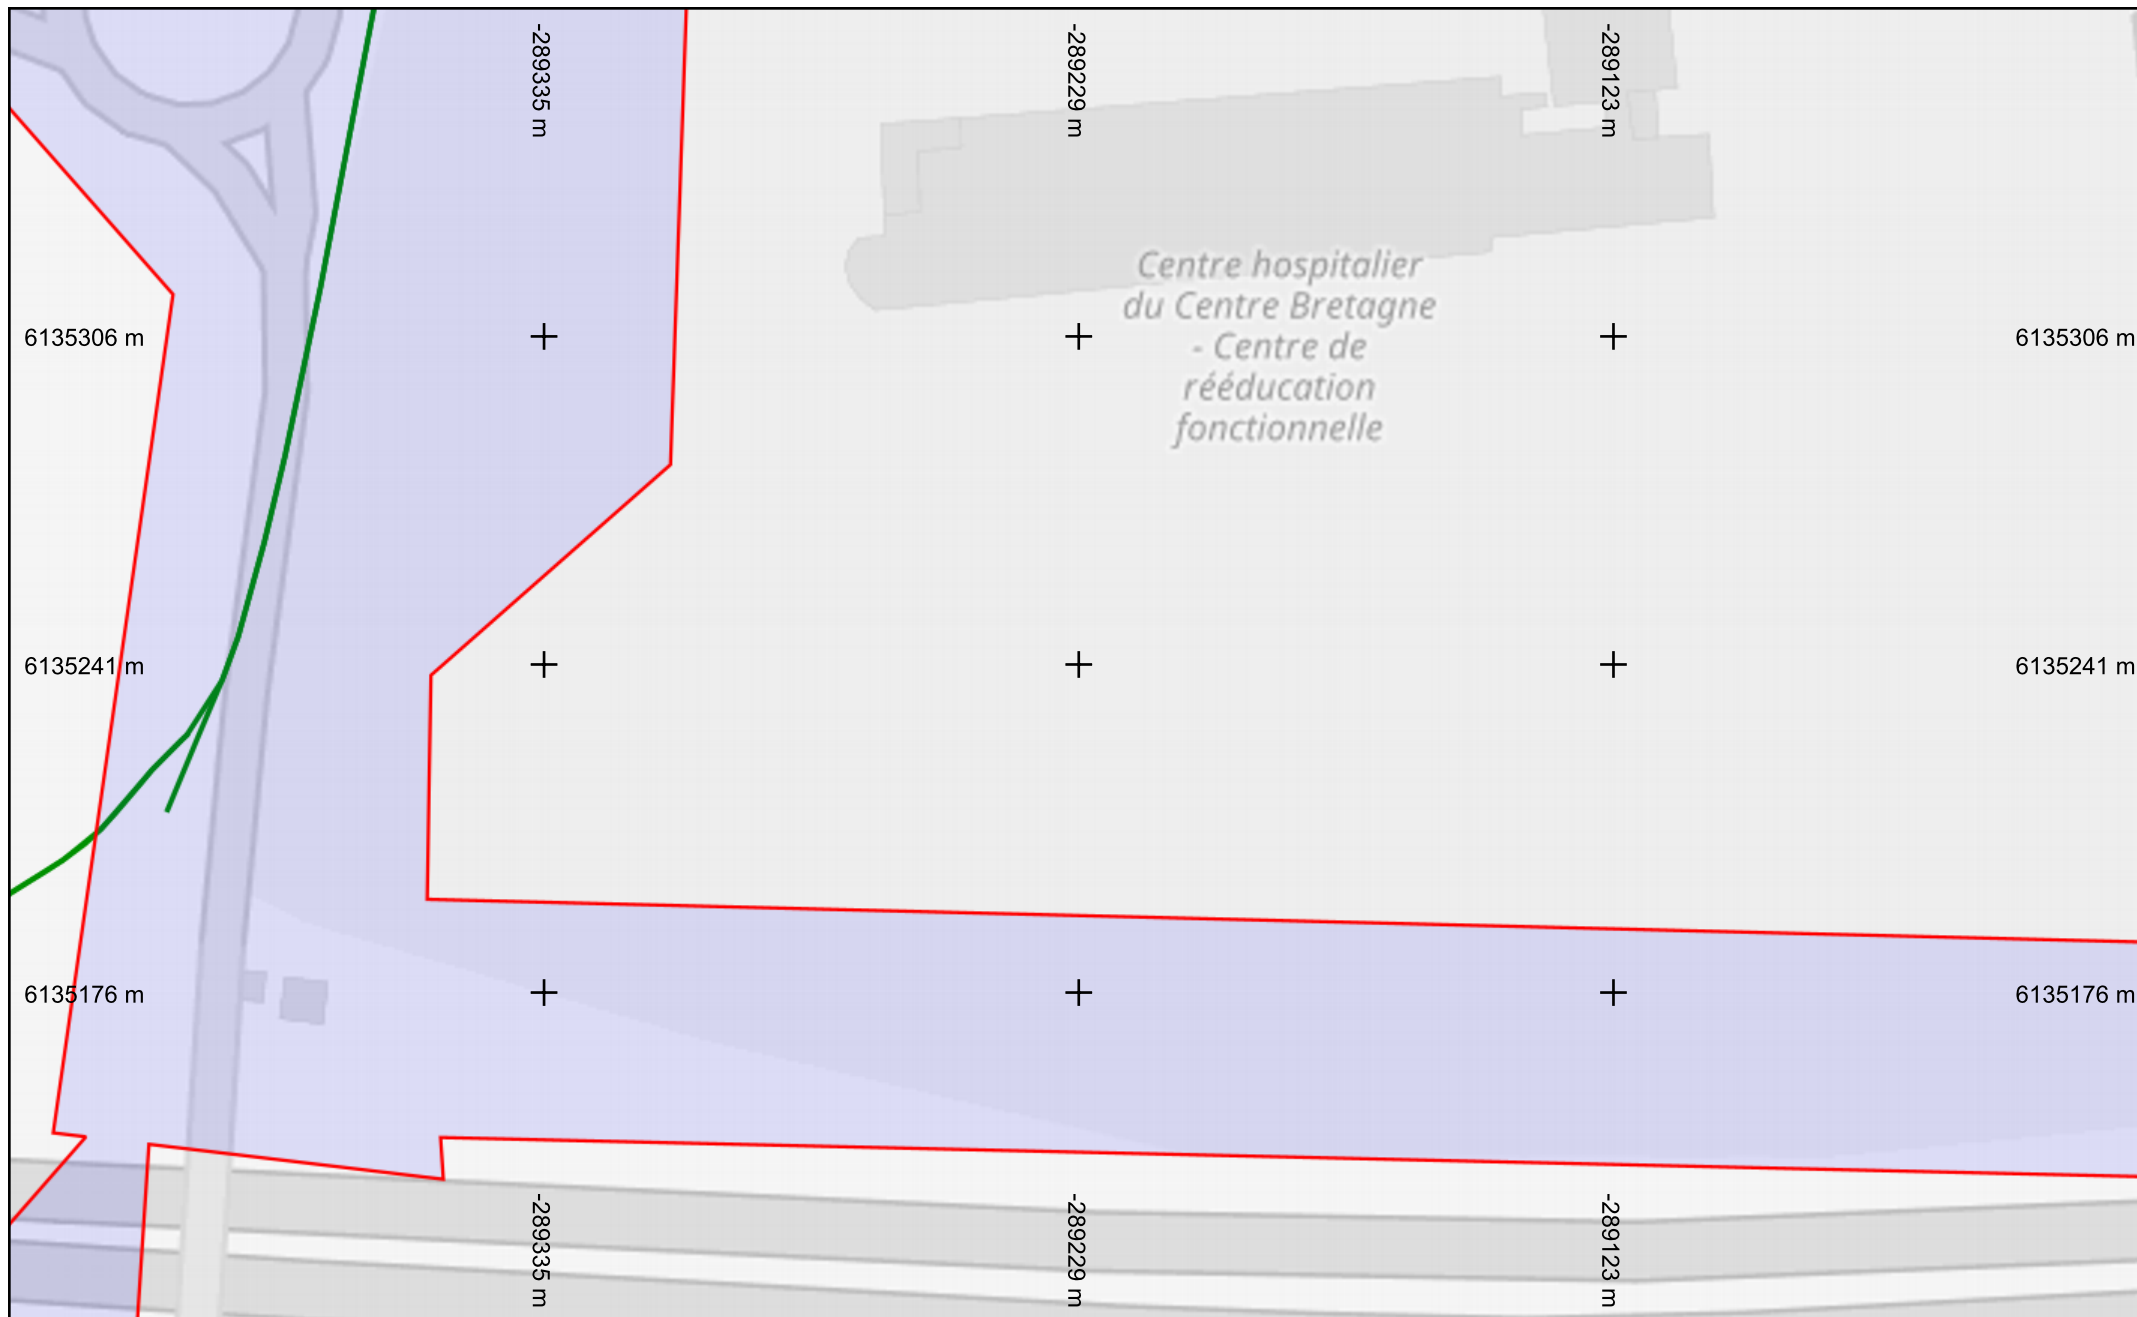 -289335 m
-289229 m
-289123 m
Centre hospitalier
du Centre Bretagne
- Centre de
rééducation
fonctionnelle
6135306 m
6135306 m
6135241 m
6135241 m
6135176 m
6135176 m
-289335 m
-289229 m
-289123 m